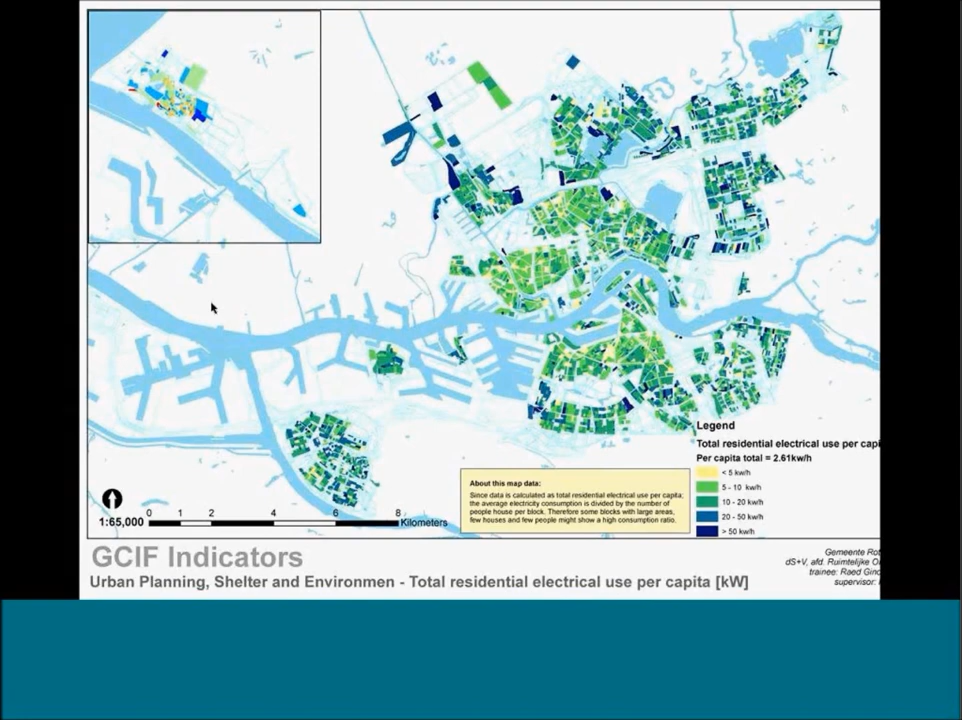 Legend
Total residential electrical use per capi
Per capita total = 2.61kw/h
< 5 kw/h
5 - 10 kw/h
10 - 20 kw/h
20 - 50 kw/h
> 50 kw/h
About this map data:
Since data is calculated as total residential electrical use per capita;
the average electricity consumption is divided by the number of
people house per block. Therefore some blocks with large areas,
few houses and few people might show a high consumption ratio.
0 1 2 4 6 8
1:65,000 Kilometers
GCIF Indicators
Urban Planning, Shelter and Environmen - Total residential electrical use per capita [kW]
Gemeente Rot
dS+V, afd. Ruimtelijke O
trainee: Raed Gind
supervisor: